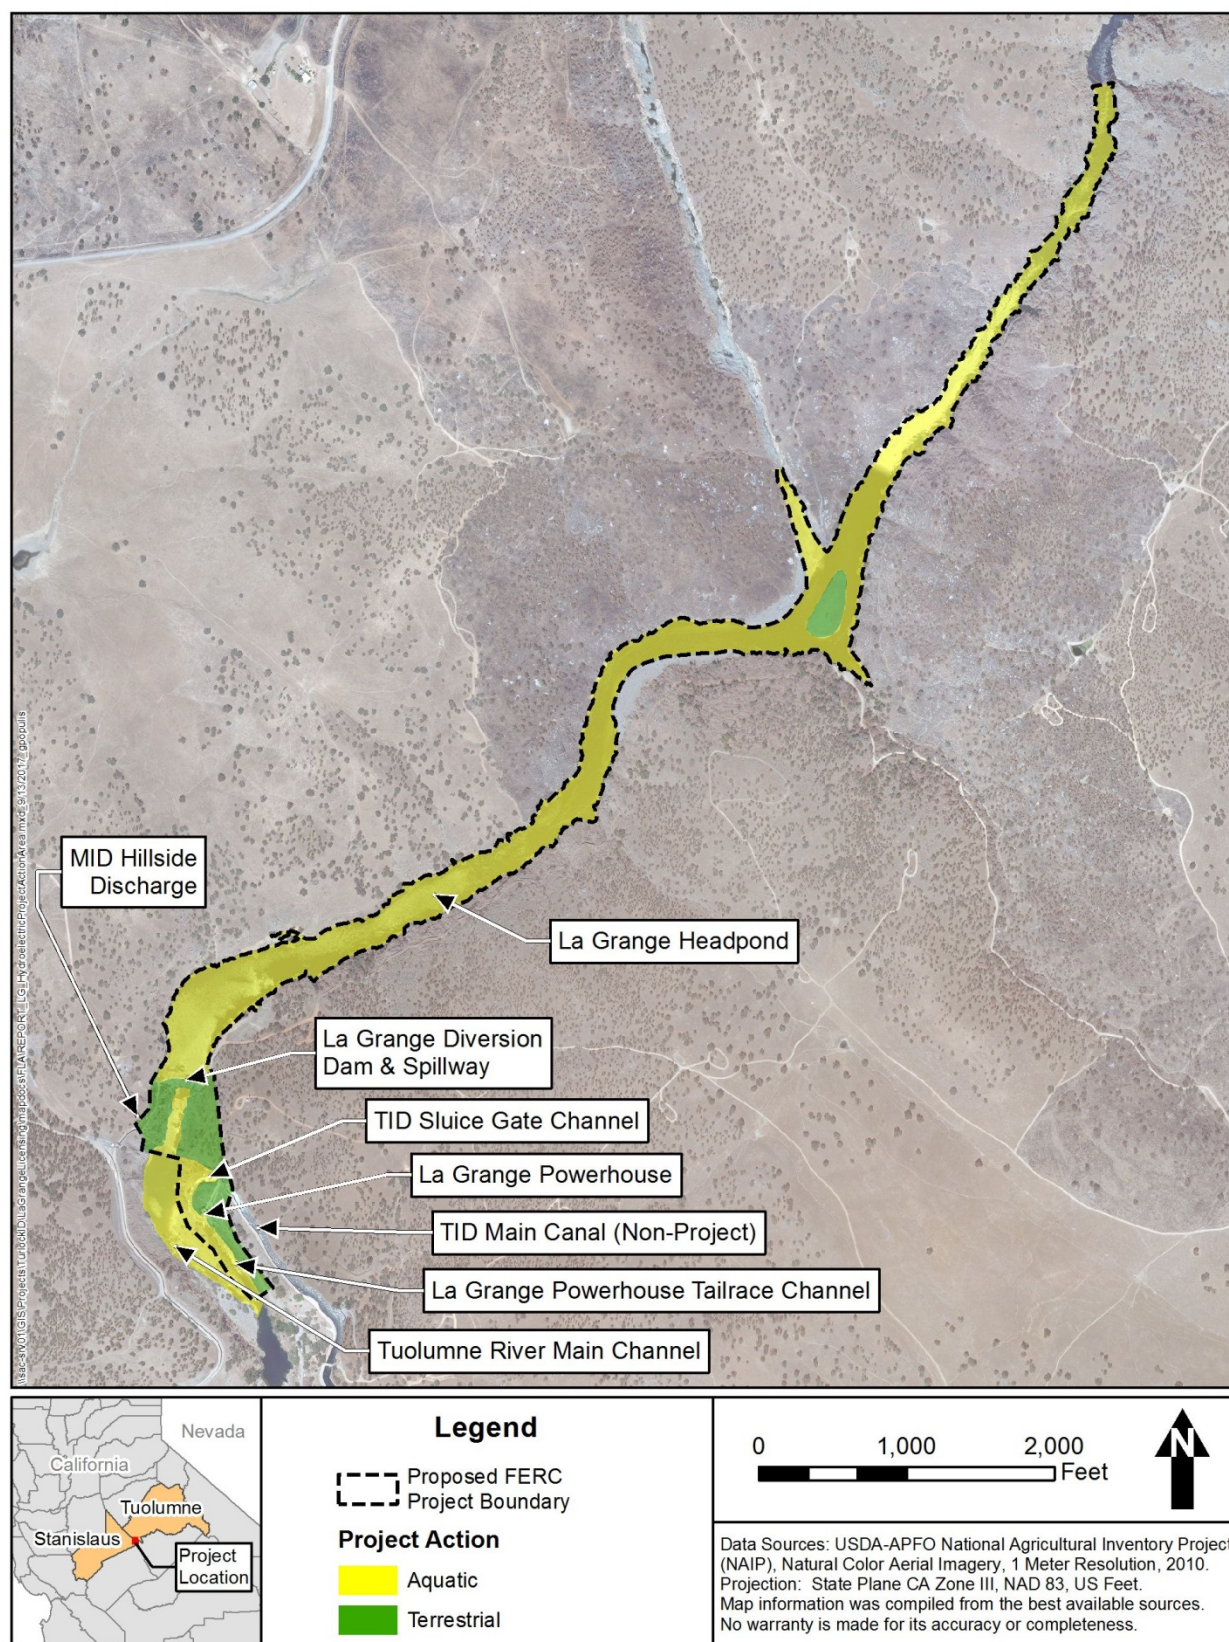 MID Hillside
Discharge
La Grange Headpond
La Grange Diversion
Dam & Spillway
TID Sluice Gate Channel
La Grange Powerhouse
TID Main Canal (Non-Project)
La Grange Powerhouse Tailrace Channel
Tuolumne River Main Channel
Nevada
California
Tuolumne
Stanislaus
Project
Location
Legend
Proposed FERC
Project Boundary
Project Action
Aquatic
Terrestrial
0 1,000 2,000
Feet
N
Data Sources: USDA-APFO National Agricultural Inventory Project
(NAIP), Natural Color Aerial Imagery, 1 Meter Resolution, 2010.
Projection: State Plane CA Zone III, NAD 83, US Feet.
Map information was compiled from the best available sources.
No warranty is made for its accuracy or completeness.